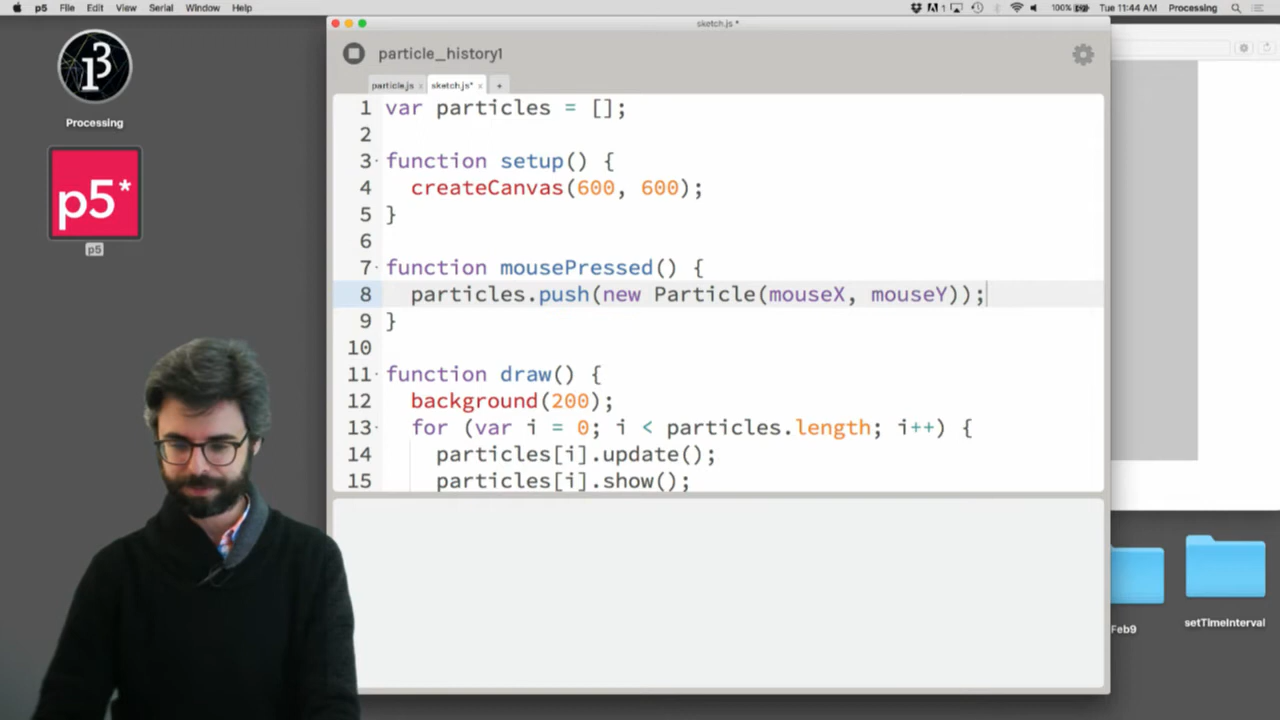 p5 File Edit View Serial Window Help
100% Tue 11:44 AM Processing
sketch.js *
particle_history1
particle.js x sketch.js* x +
Processing
p5*
p5
1 var particles = [];
2
3 function setup() {
4 createCanvas(600, 600);
5 }
6
7 function mousePressed() {
8 particles.push(new Particle(mouseX, mouseY));
9 }
10
11 function draw() {
12 background(200);
13 for (var i = 0; i < particles.length; i++) {
14 particles[i].update();
15 particles[i].show();
Feb9
setTimeInterval